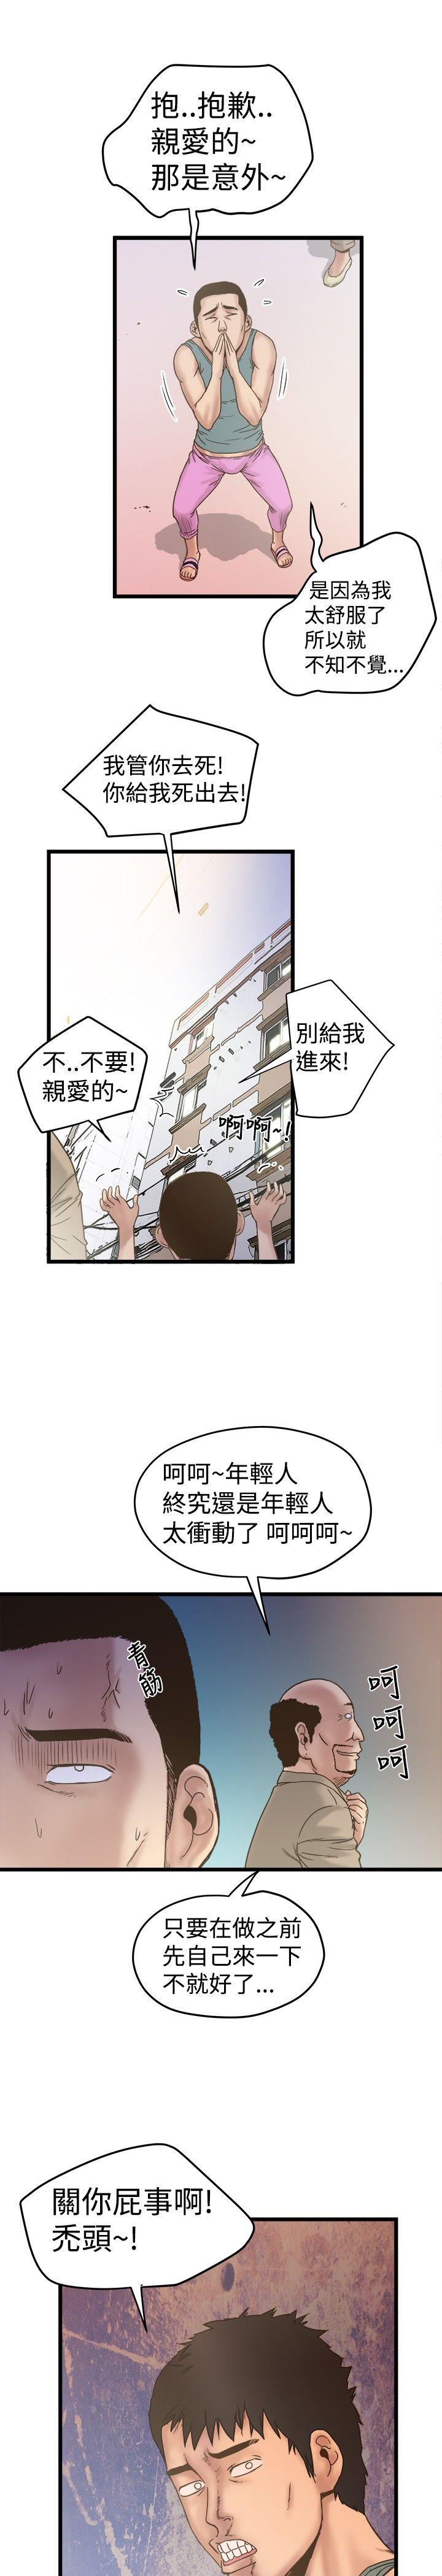 抱..抱歉..
親愛的~
那是意外~
是因為我
太舒服了
所以就
不知不覺...
我管你去死!
你給我死出去!
別給我
進來!
不..不要!
親愛的~
啊啊~!
呵呵~年輕人
終究還是年輕人
太衝動了 呵呵呵~
青筋
呵呵呵
只要在做之前
先自己來一下
不就好了...
關你屁事啊!
禿頭~!